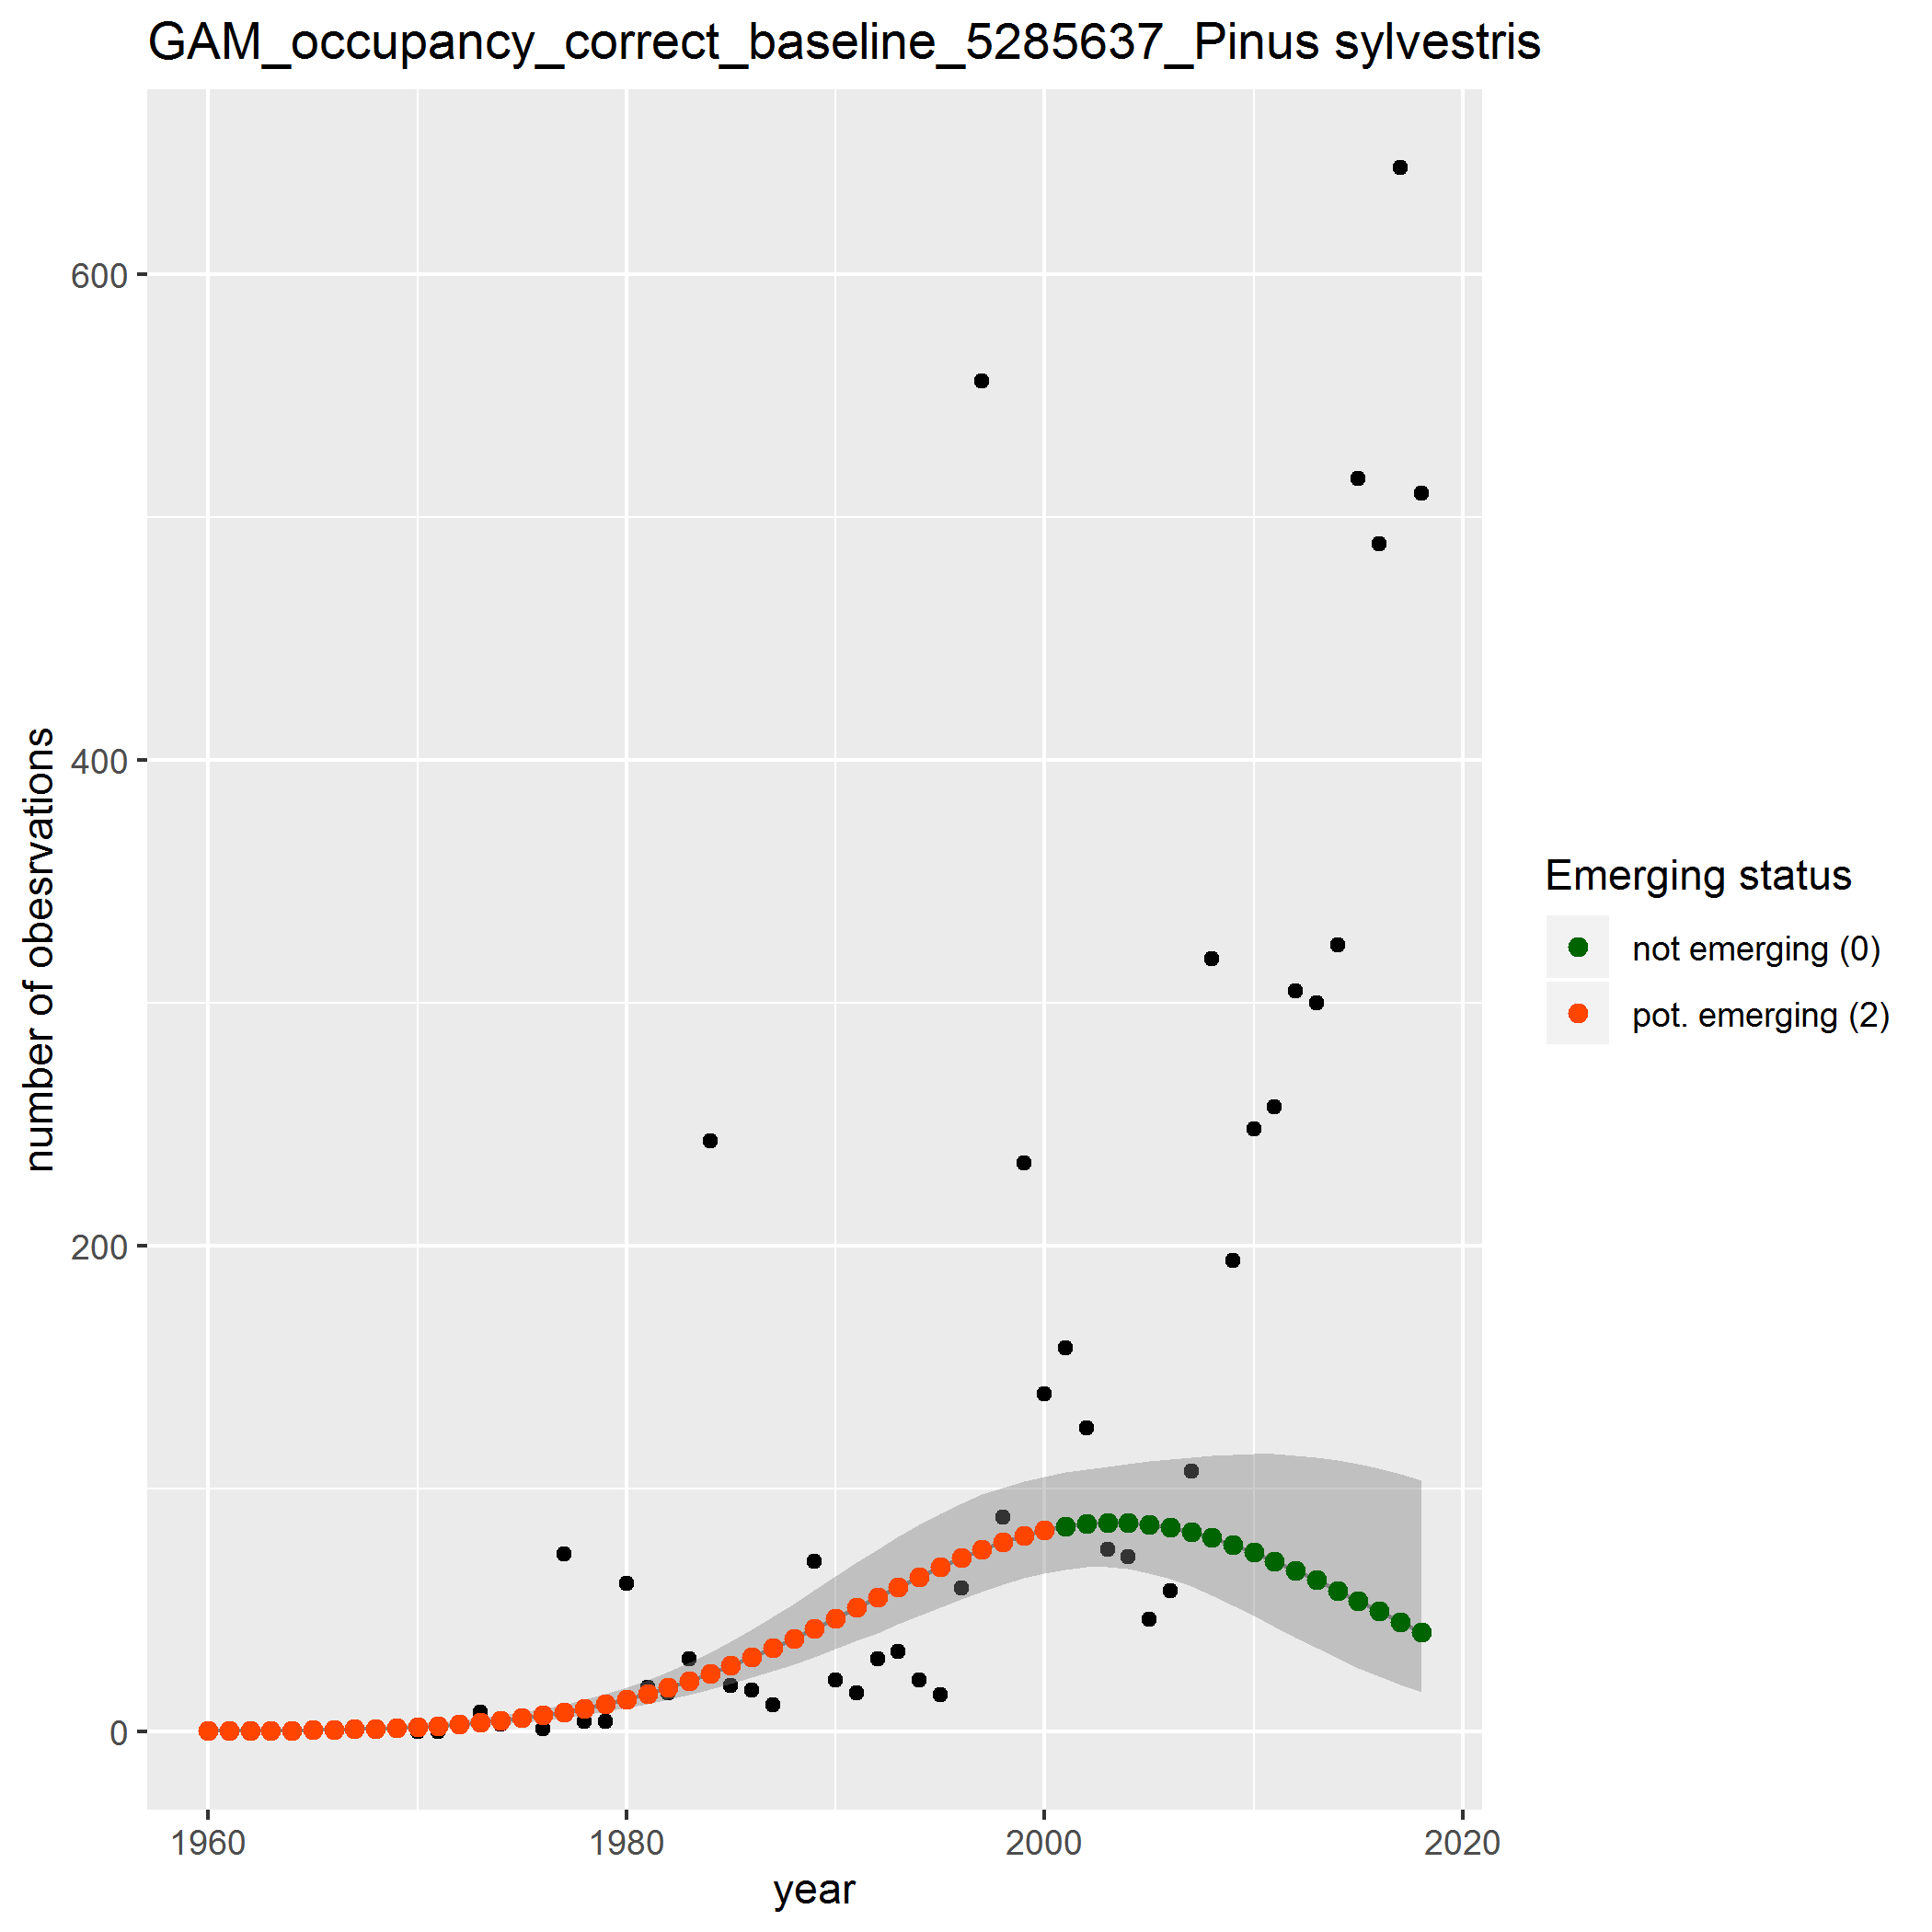 GAM_occupancy_correct_baseline_5285637_Pinus sylvestris
number of obesrvations
600
400
200
0
1960
1980
2000
2020
year
Emerging status
not emerging (0)
pot. emerging (2)